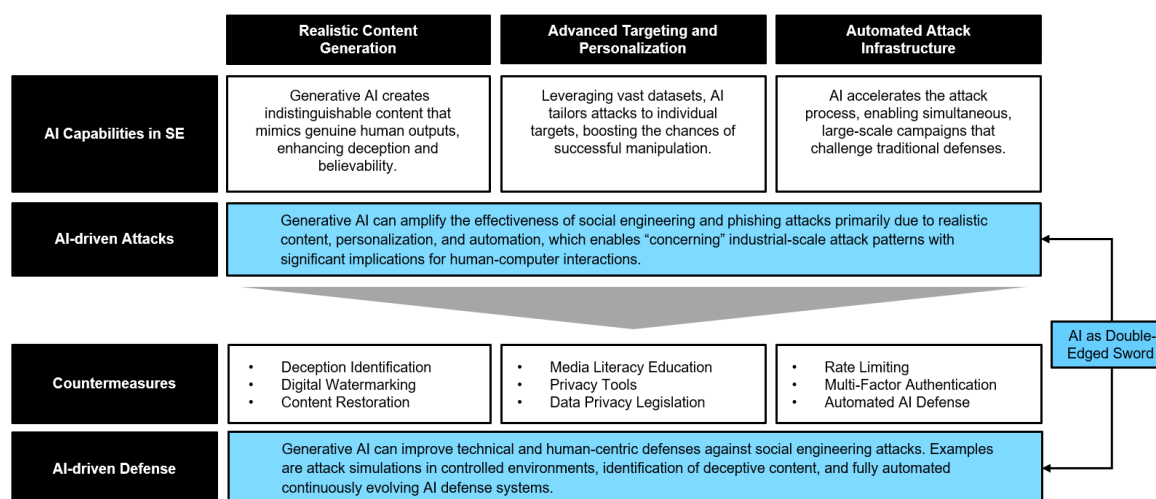 Realistic Content
Generation
Advanced Targeting and
Personalization
Automated Attack
Infrastructure
AI Capabilities in SE
Generative AI creates
indistinguishable content that
mimics genuine human outputs,
enhancing deception and
believability.
Leveraging vast datasets, AI
tailors attacks to individual
targets, boosting the chances of
successful manipulation.
AI accelerates the attack
process, enabling simultaneous,
large-scale campaigns that
challenge traditional defenses.
AI-driven Attacks
Generative AI can amplify the effectiveness of social engineering and phishing attacks primarily due to realistic
content, personalization, and automation, which enables “concerning” industrial-scale attack patterns with
significant implications for human-computer interactions.
AI as Double-
Edged Sword
Countermeasures
• Deception Identification
• Digital Watermarking
• Content Restoration
• Media Literacy Education
• Privacy Tools
• Data Privacy Legislation
• Rate Limiting
• Multi-Factor Authentication
• Automated AI Defense
AI-driven Defense
Generative AI can improve technical and human-centric defenses against social engineering attacks. Examples
are attack simulations in controlled environments, identification of deceptive content, and fully automated
continuously evolving AI defense systems.